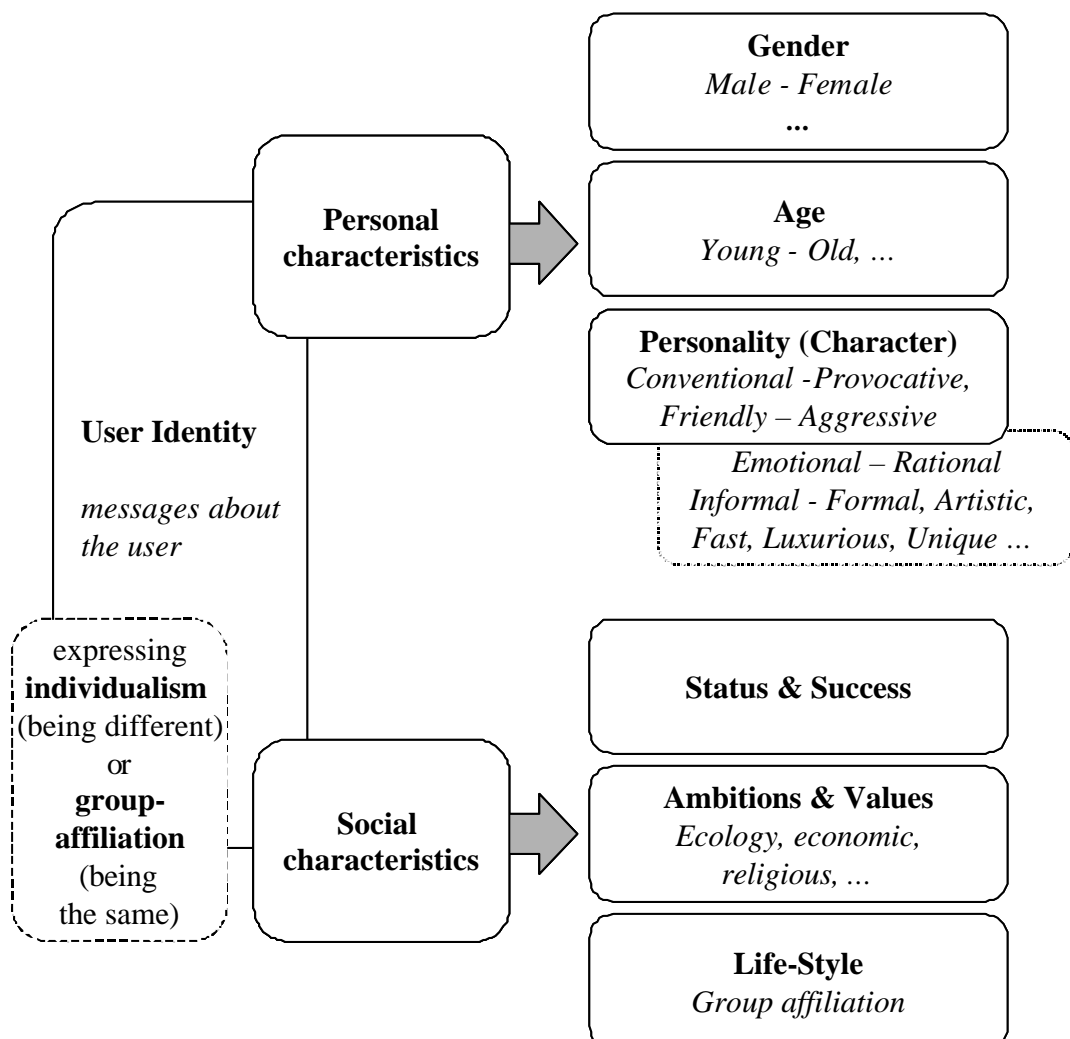 Gender
Male - Female
...
Personal
characteristics
Age
Young - Old, ...
Personality (Character)
Conventional -Provocative,
Friendly – Aggressive
Emotional – Rational
Informal - Formal, Artistic,
Fast, Luxurious, Unique ...
User Identity
messages about
the user
expressing
individualism
(being different)
or
group-
affiliation
(being
the same)
Social
characteristics
Status & Success
Ambitions & Values
Ecology, economic,
religious, ...
Life-Style
Group affiliation